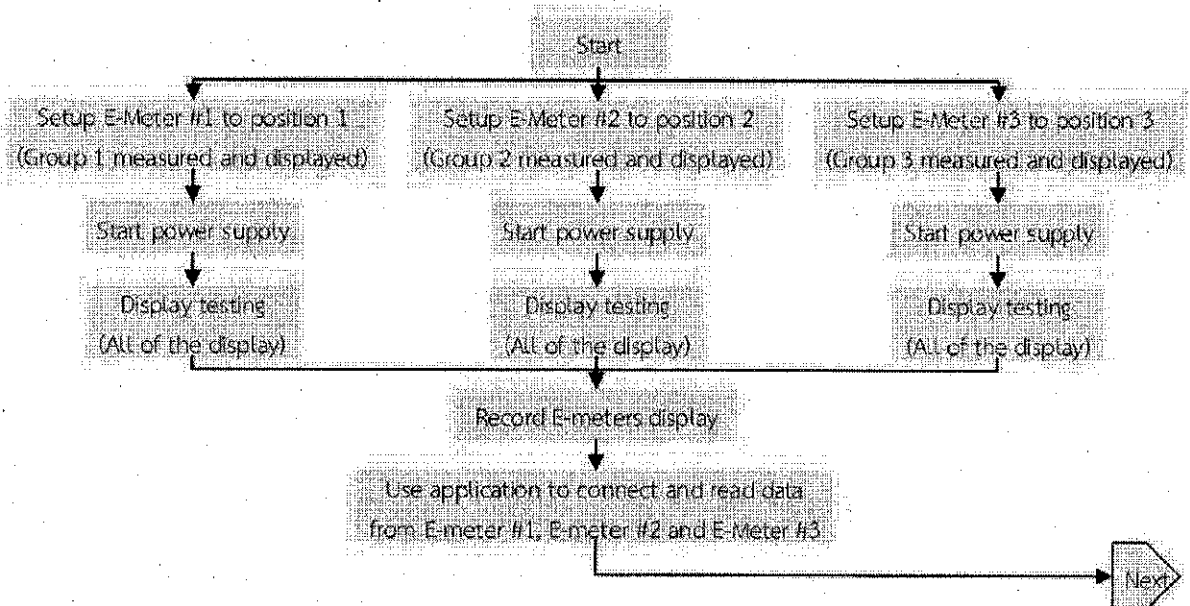 Start
Setup E-Meter #1 to position 1
(Group 1 measured and displayed)
Setup E-Meter #2 to position 2
(Group 2 measured and displayed)
Setup E-Meter #3 to position 3
(Group 3 measured and displayed)
Start power supply
Start power supply
Start power supply
Display testing
(All of the display)
Display testing
(All of the display)
Display testing
(All of the display)
Record E-meters display
Use application to connect and read data
from E-meter #1, E-meter #2 and E-Meter #3
Next